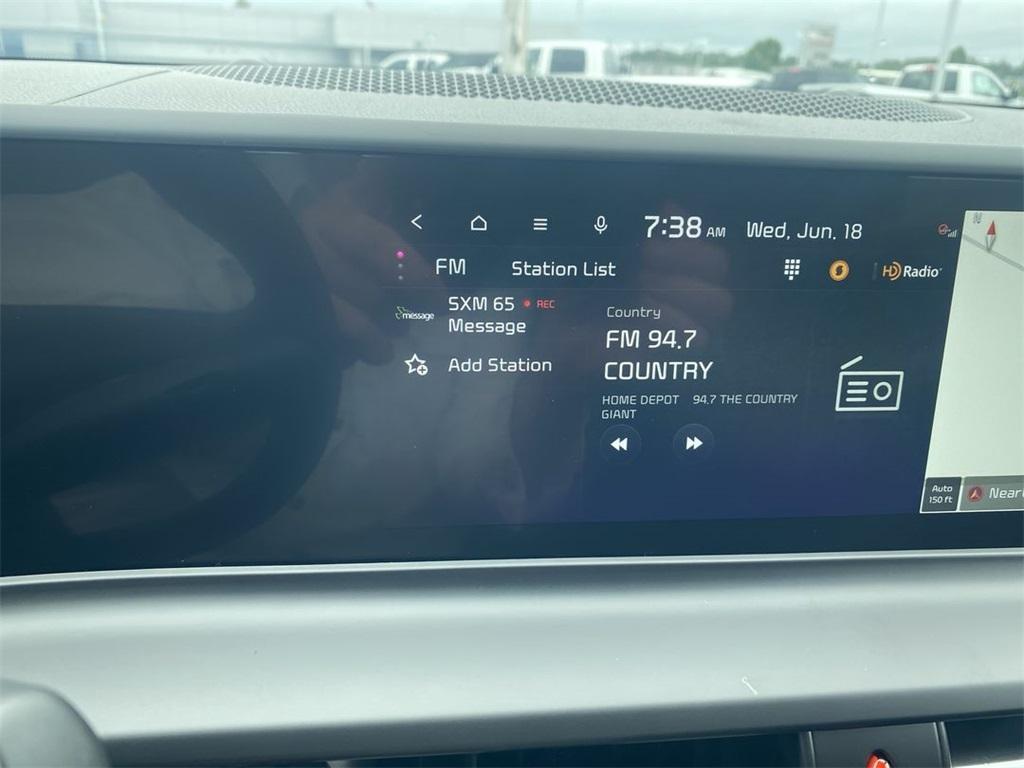 7:38 AM Wed, Jun. 18
FM Station List HD Radio
message SXM 65 REC
Message
Add Station
Country
FM 94.7
COUNTRY
HOME DEPOT 94.7 THE COUNTRY
GIANT
N
Auto
150 ft
Near